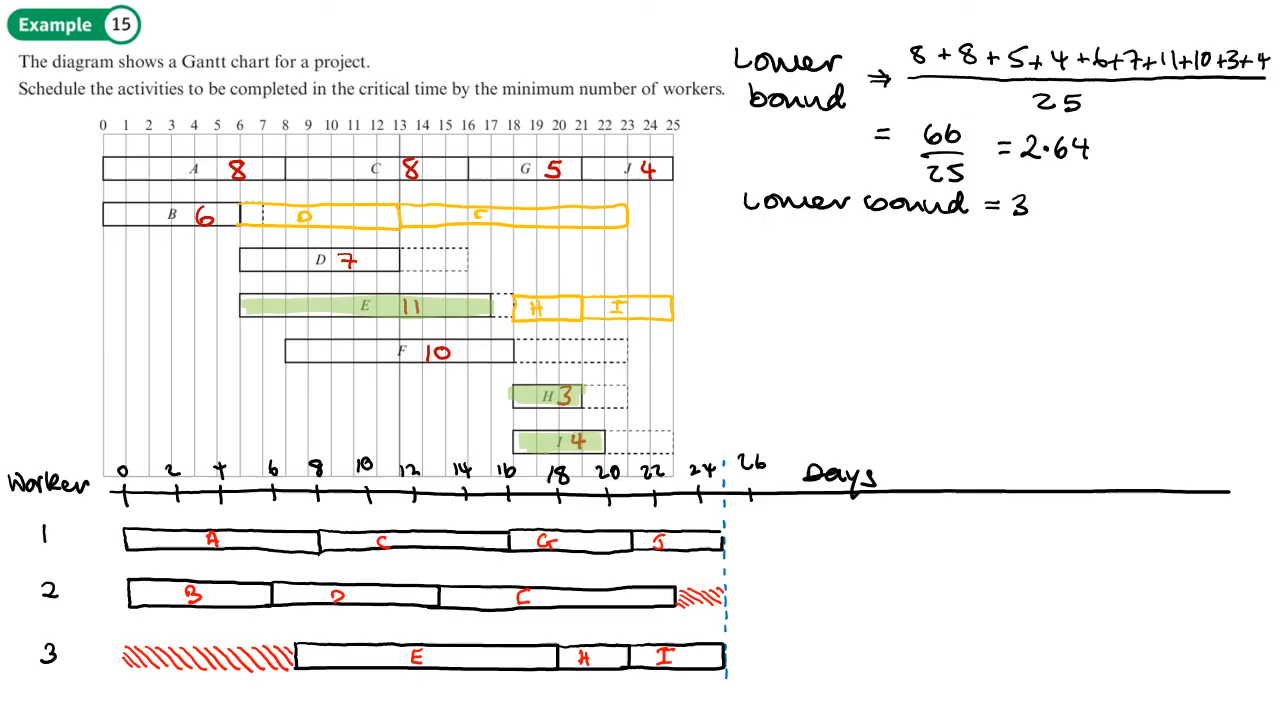 Example 15
The diagram shows a Gantt chart for a project.
Schedule the activities to be completed in the critical time by the minimum number of workers.
Lower bound ⇒ 8 + 8 + 5 + 4 + 6 + 7 + 11 + 10 + 3 + 4
25
= 66 = 2.64
25
Lower bound = 3
0 1 2 3 4 5 6 7 8 9 10 11 12 13 14 15 16 17 18 19 20 21 22 23 24 25
A 8 C 8 G 5 J 4
B 6 D
D 7
E 11 H I
F 10
H 3
I 4
Worker 0 2 4 6 8 10 12 14 16 18 20 22 24 26 Days
1 A C G J
2 B D
3 E H I